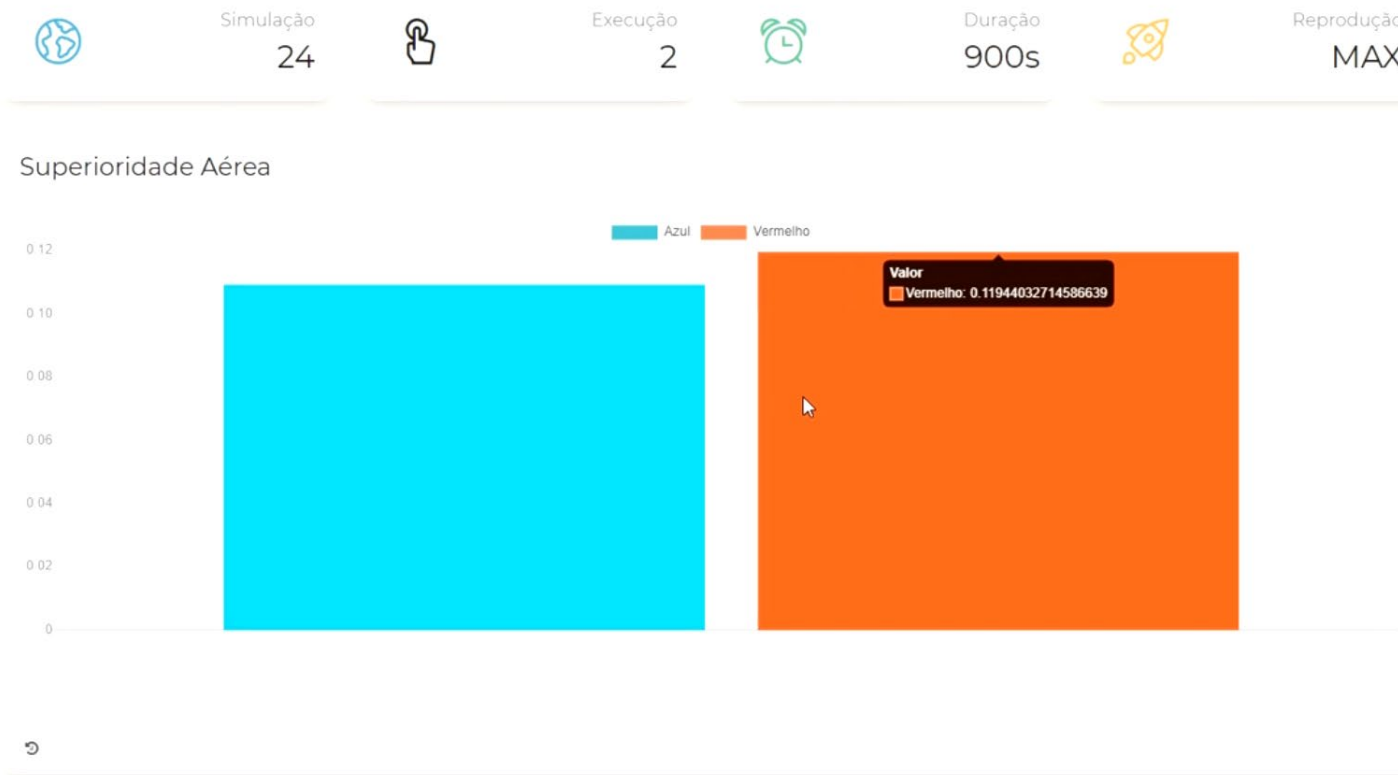 Simulação
24
Execução
2
Duração
900s
Reprodução
MAX
Superioridade Aérea
Azul
Vermelho
0 12
Valor
Vermelho: 0.11944032714586639
0 10
0 08
0 06
0 04
0 02
0